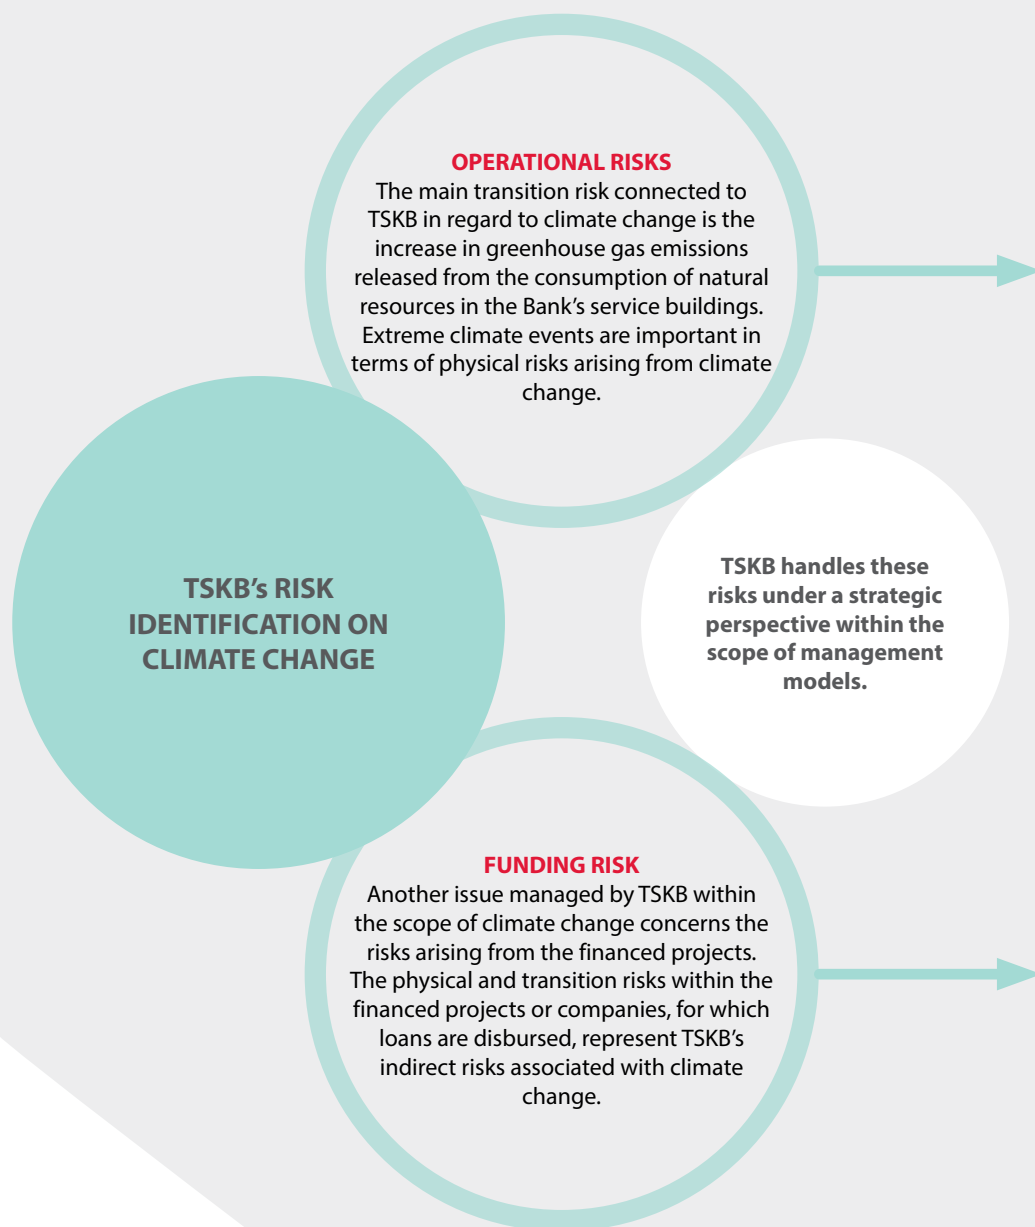 OPERATIONAL RISKS
The main transition risk connected to
TSKB in regard to climate change is the
increase in greenhouse gas emissions
released from the consumption of natural
resources in the Bank’s service buildings.
Extreme climate events are important in
terms of physical risks arising from climate
change.
TSKB’s RISK
IDENTIFICATION ON
CLIMATE CHANGE
TSKB handles these
risks under a strategic
perspective within the
scope of management
models.
FUNDING RISK
Another issue managed by TSKB within
the scope of climate change concerns the
risks arising from the financed projects.
The physical and transition risks within the
financed projects or companies, for which
loans are disbursed, represent TSKB’s
indirect risks associated with climate
change.